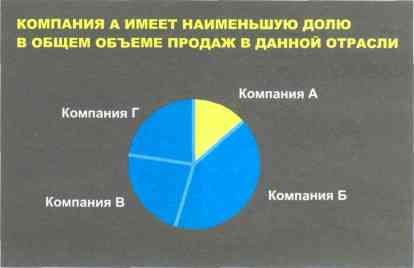 КОМПАНИЯ А ИМЕЕТ НАИМЕНЬШУЮ ДОЛЮ
В ОБЩЕМ ОБЪЕМЕ ПРОДАЖ В ДАННОЙ ОТРАСЛИ
Компания А
Компания Г
Компания Б
Компания В